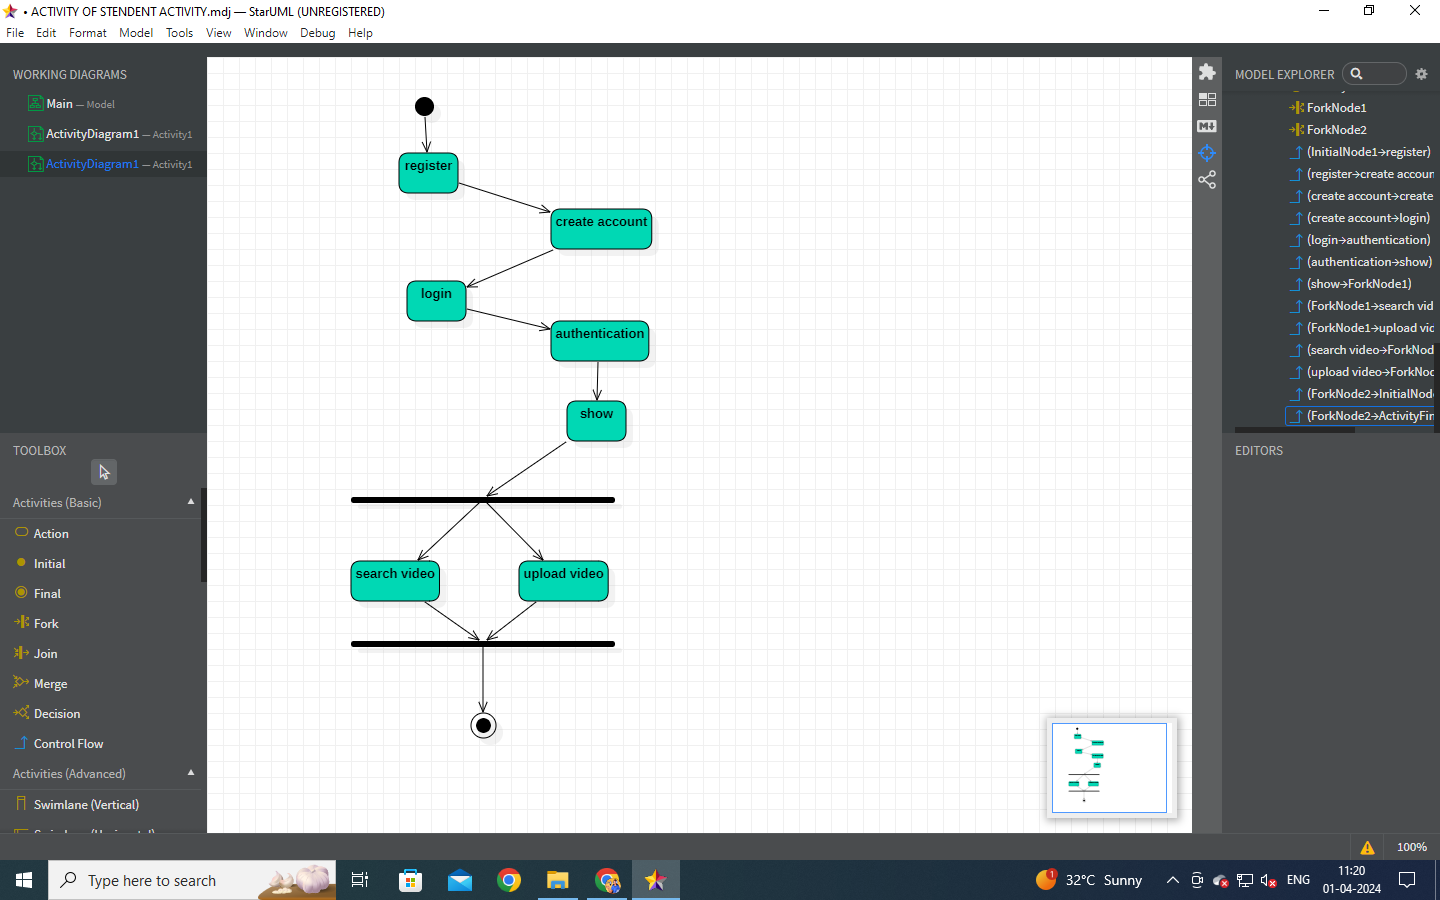 • ACTIVITY OF STENDENT ACTIVITY.mdj — StarUML (UNREGISTERED)
File Edit Format Model Tools View Window Debug Help
WORKING DIAGRAMS
Main — Model
ActivityDiagram1 — Activity1
ActivityDiagram1 — Activity1
TOOLBOX
Activities (Basic)
Action
Initial
Final
Fork
Join
Merge
Decision
Control Flow
Activities (Advanced)
Swimlane (Vertical)
register
create account
login
authentication
show
search video
upload video
MODEL EXPLORER
ForkNode1
ForkNode2
(InitialNode1→register)
(register→create accoun
(create account→create
(create account→login)
(login→authentication)
(authentication→show)
(show→ForkNode1)
(ForkNode1→search vid
(ForkNode1→upload vid
(search video→ForkNod
(upload video→ForkNod
(ForkNode2→InitialNod
(ForkNode2→ActivityFin
EDITORS
100%
Type here to search
1
32°C Sunny
ENG
11:20
01-04-2024